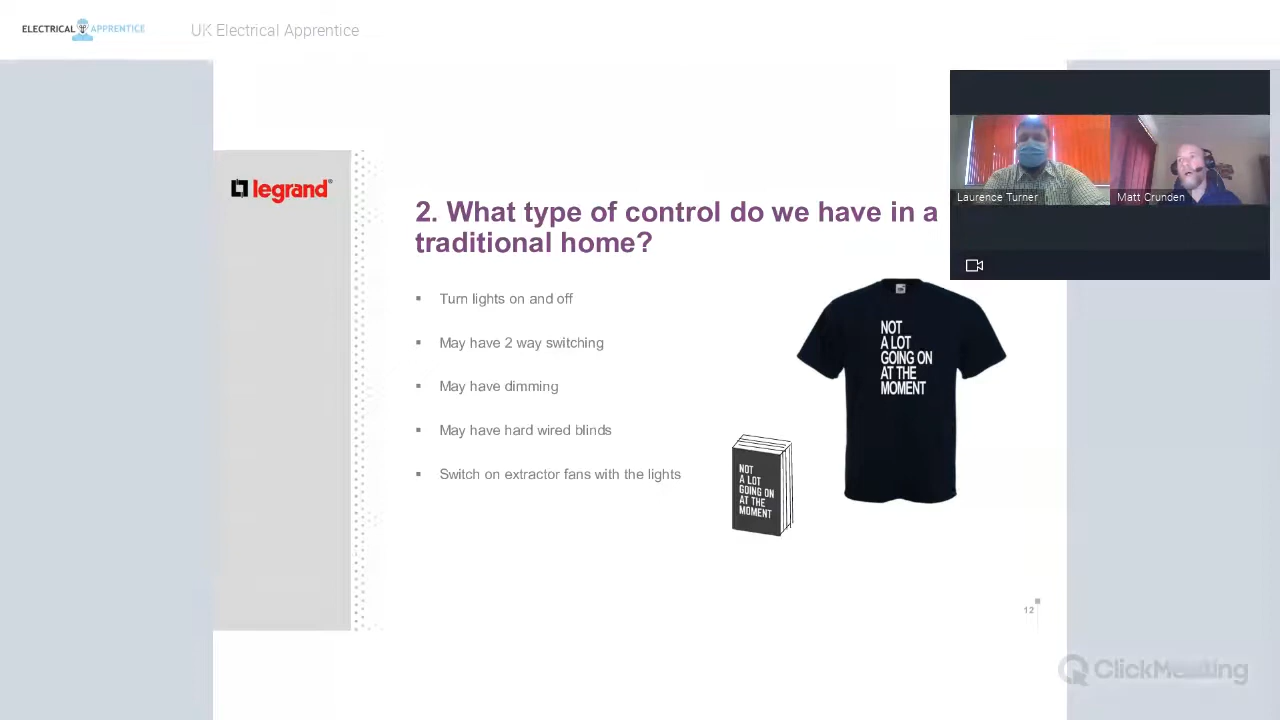 ELECTRICAL APPRENTICE
UK Electrical Apprentice
legrand®
2. What type of control do we have in a
traditional home?
▪ Turn lights on and off
▪ May have 2 way switching
▪ May have dimming
▪ May have hard wired blinds
▪ Switch on extractor fans with the lights
Laurence Turner
Matt Crunden
NOT
A LOT
GOING ON
AT THE
MOMENT
NOT
A LOT
GOING ON
AT THE
MOMENT
12
ClickMeeting